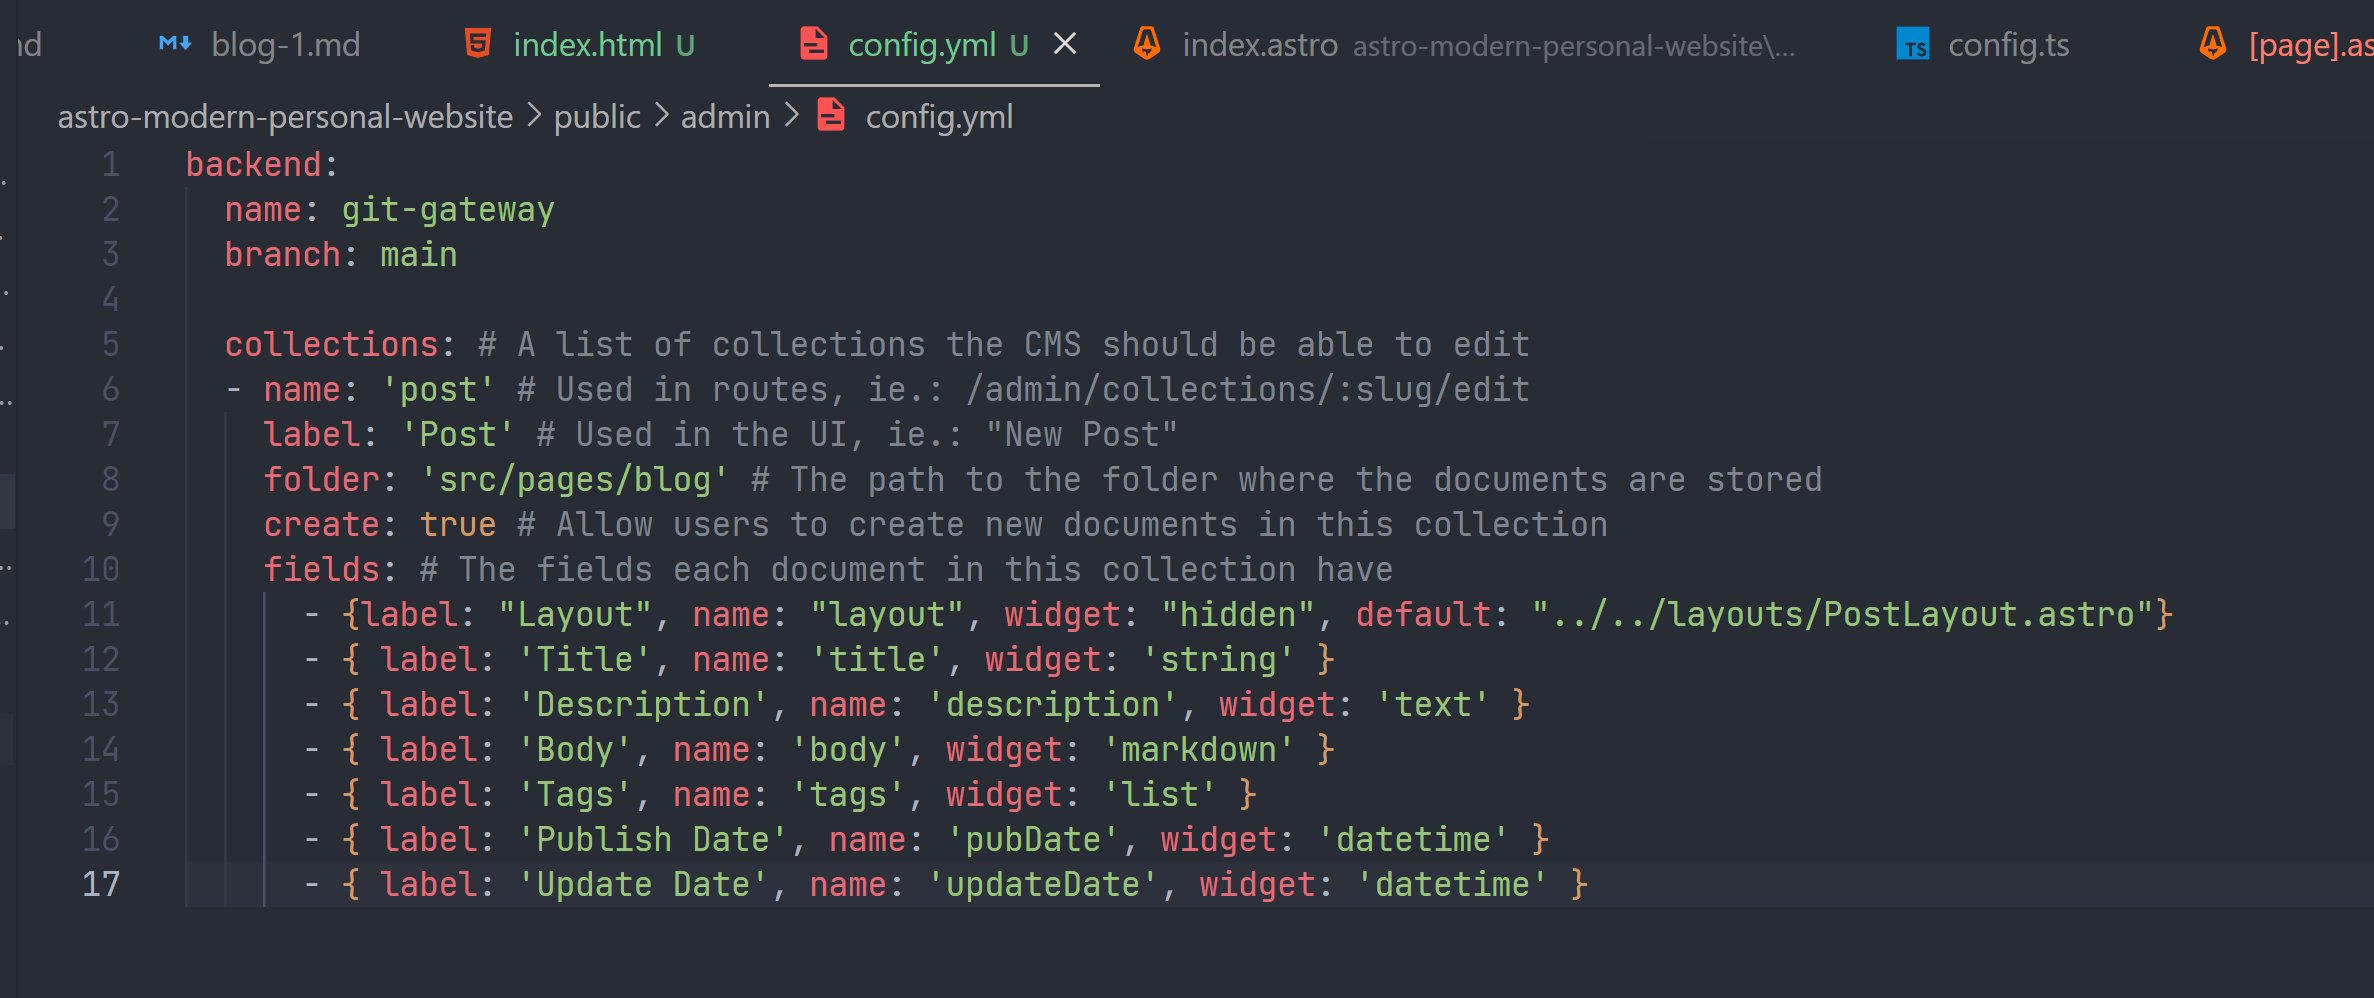 nd blog-1.md index.html U config.yml U index.astro astro-modern-personal-website\... TS config.ts [page].as
astro-modern-personal-website > public > admin > config.yml
1 backend:
2 name: git-gateway
3 branch: main
4
5 collections: # A list of collections the CMS should be able to edit
6 - name: 'post' # Used in routes, ie.: /admin/collections/:slug/edit
7 label: 'Post' # Used in the UI, ie.: "New Post"
8 folder: 'src/pages/blog' # The path to the folder where the documents are stored
9 create: true # Allow users to create new documents in this collection
10 fields: # The fields each document in this collection have
11 - {label: "Layout", name: "layout", widget: "hidden", default: "../../layouts/PostLayout.astro"}
12 - { label: 'Title', name: 'title', widget: 'string' }
13 - { label: 'Description', name: 'description', widget: 'text' }
14 - { label: 'Body', name: 'body', widget: 'markdown' }
15 - { label: 'Tags', name: 'tags', widget: 'list' }
16 - { label: 'Publish Date', name: 'pubDate', widget: 'datetime' }
17 - { label: 'Update Date', name: 'updateDate', widget: 'datetime' }